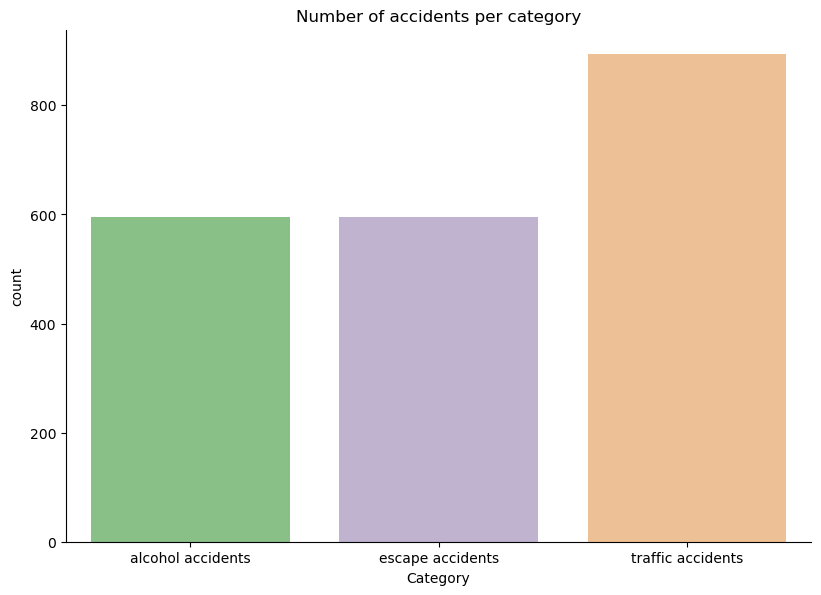 Number of accidents per category
count
800
600
400
200
0
alcohol accidents
escape accidents
traffic accidents
Category